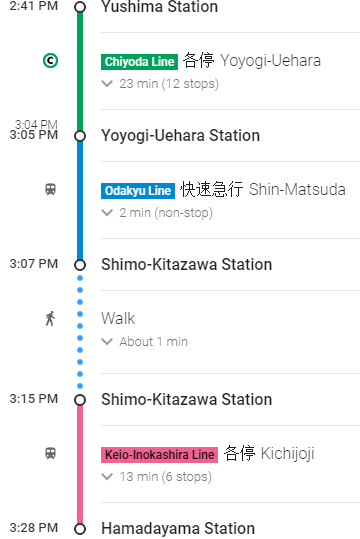 2:41 PM Yushima Station
C Chiyoda Line 各停 Yoyogi-Uehara
23 min (12 stops)
3:04 PM
3:05 PM Yoyogi-Uehara Station
Odakyu Line 快速急行 Shin-Matsuda
2 min (non-stop)
3:07 PM Shimo-Kitazawa Station
Walk
About 1 min
3:15 PM Shimo-Kitazawa Station
Keio-Inokashira Line 各停 Kichijoji
13 min (6 stops)
3:28 PM Hamadayama Station